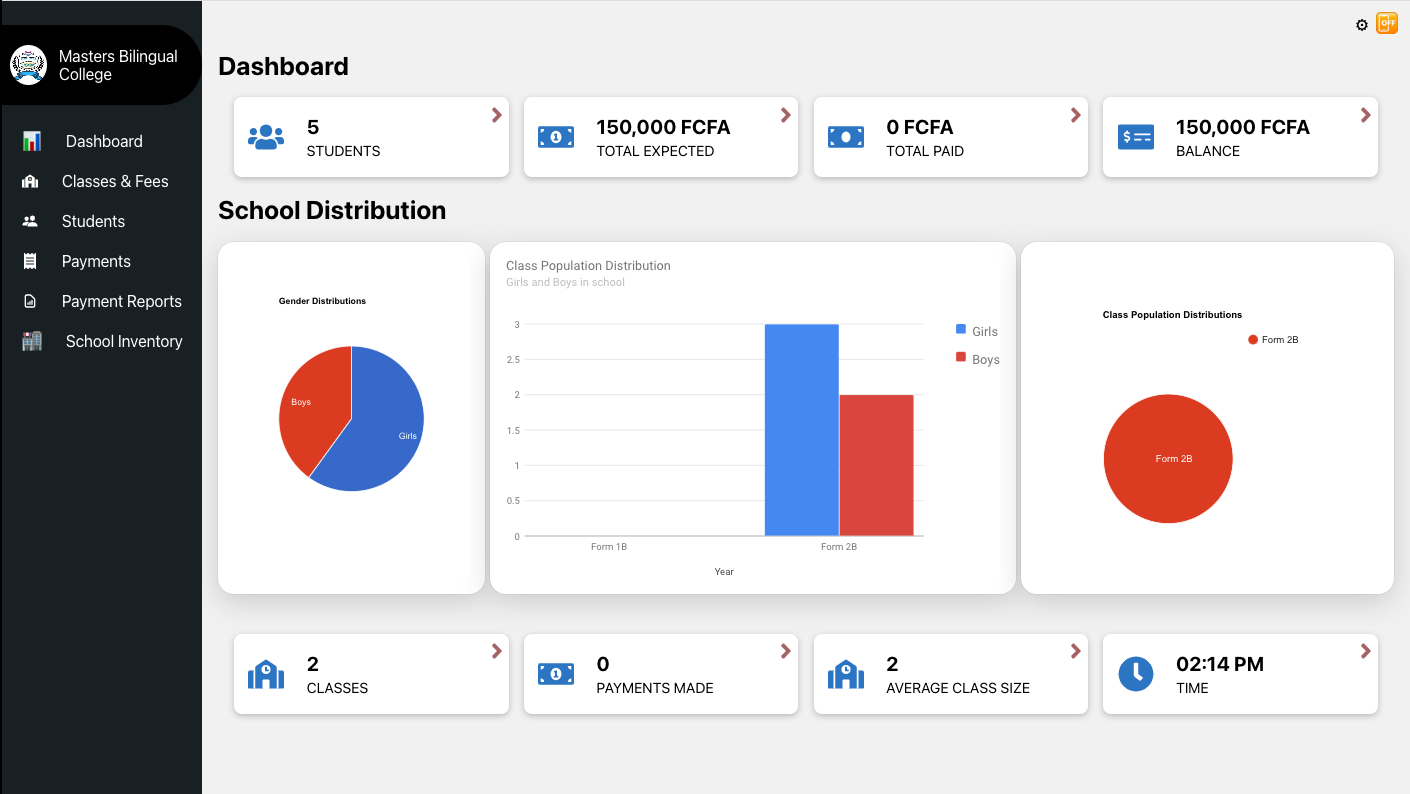 Masters Bilingual
College
Dashboard
Classes & Fees
Students
Payments
Payment Reports
School Inventory
OFF
Dashboard
5
STUDENTS
150,000 FCFA
TOTAL EXPECTED
0 FCFA
TOTAL PAID
150,000 FCFA
BALANCE
School Distribution
Gender Distributions
Boys
Girls
Class Population Distribution
Girls and Boys in school
3
2.5
2
1.5
1
0.5
0
Form 1B
Form 2B
Year
Girls
Boys
Class Population Distributions
Form 2B
Form 2B
2
CLASSES
0
PAYMENTS MADE
2
AVERAGE CLASS SIZE
02:14 PM
TIME